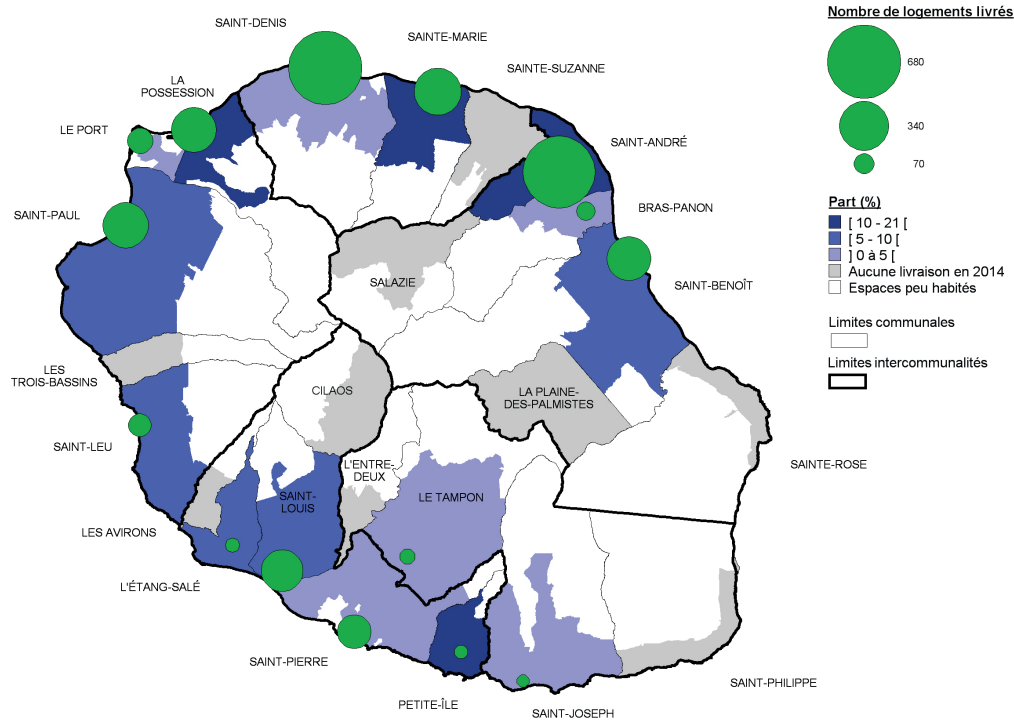 SAINT-DENIS
SAINTE-MARIE
SAINTE-SUZANNE
LA
POSSESSION
LE PORT
SAINT-ANDRÉ
SAINT-PAUL
BRAS-PANON
SALAZIE
SAINT-BENOÎT
LES
TROIS-BASSINS
CILAOS
LA PLAINE-
DES-PALMISTES
SAINT-LEU
L'ENTRE-
DEUX
SAINTE-ROSE
SAINT-
LOUIS
LE TAMPON
LES AVIRONS
L'ÉTANG-SALÉ
SAINT-PIERRE
PETITE-ÎLE
SAINT-JOSEPH
SAINT-PHILIPPE
Nombre de logements livrés
680
340
70
Part (%)
[ 10 - 21 [
[ 5 - 10 [
] 0 à 5 [
Aucune livraison en 2014
Espaces peu habités
Limites communales
Limites intercommunalités